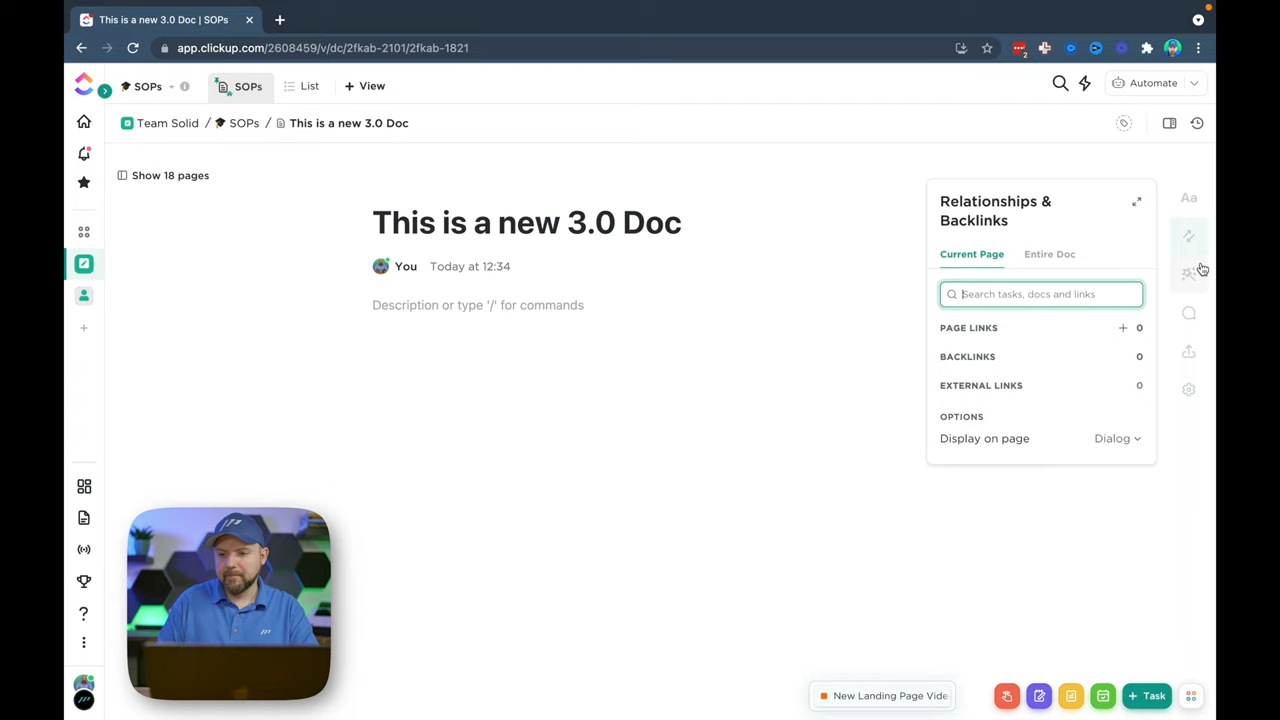 This is a new 3.0 Doc | SOPs
app.clickup.com/2608459/v/dc/2fkab-2101/2fkab-1821
2
SOPs
SOPs
List
+ View
Automate
Team Solid / SOPs / This is a new 3.0 Doc
Show 18 pages
This is a new 3.0 Doc
You Today at 12:34
Description or type '/' for commands
Relationships &
Backlinks
Current Page Entire Doc
Search tasks, docs and links
PAGE LINKS + 0
BACKLINKS 0
EXTERNAL LINKS 0
OPTIONS
Display on page Dialog
Aa
New Landing Page Vide
+ Task